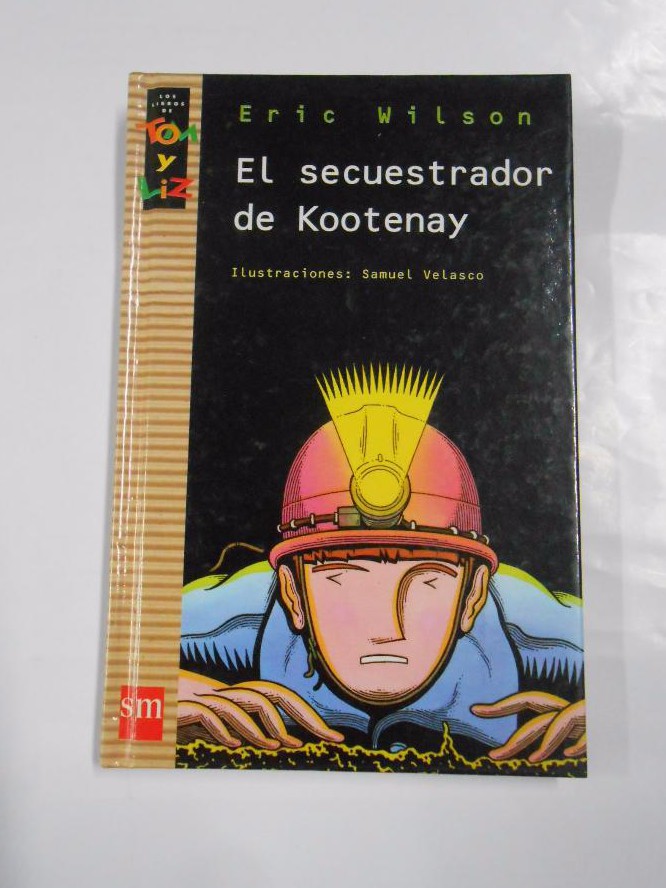 LOS
LIBROS
DE
TOM
y
LiZ
Eric Wilson
El secuestrador
de Kootenay
Ilustraciones: Samuel Velasco
sm